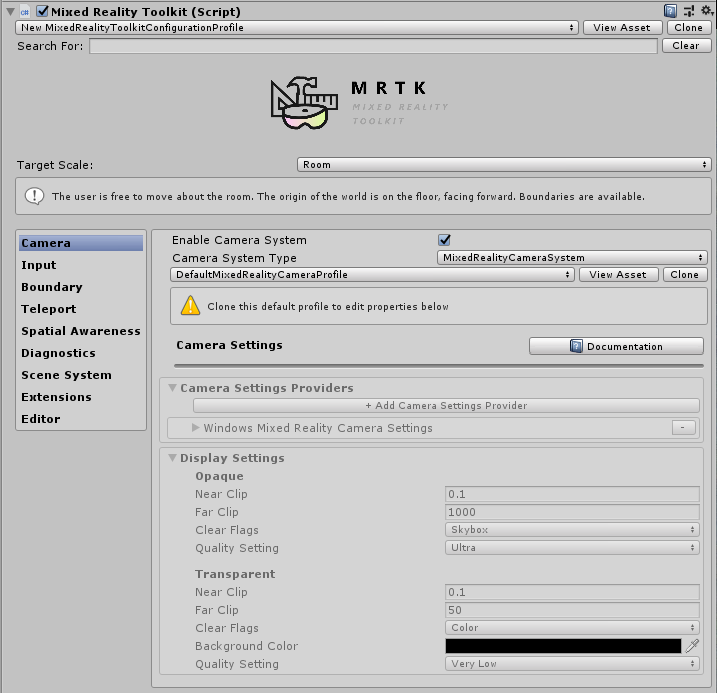 Mixed Reality Toolkit (Script)
New MixedRealityToolkitConfigurationProfile View Asset Clone
Search For: Clear
MRTK
MIXED REALITY
TOOLKIT
Target Scale: Room
The user is free to move about the room. The origin of the world is on the floor, facing forward. Boundaries are available.
Camera
Input
Boundary
Teleport
Spatial Awareness
Diagnostics
Scene System
Extensions
Editor
Enable Camera System
Camera System Type MixedRealityCameraSystem
DefaultMixedRealityCameraProfile View Asset Clone
Clone this default profile to edit properties below
Camera Settings Documentation
Camera Settings Providers
+ Add Camera Settings Provider
Windows Mixed Reality Camera Settings -
Display Settings
Opaque
Near Clip 0.1
Far Clip 1000
Clear Flags Skybox
Quality Setting Ultra
Transparent
Near Clip 0.1
Far Clip 50
Clear Flags Color
Background Color
Quality Setting Very Low